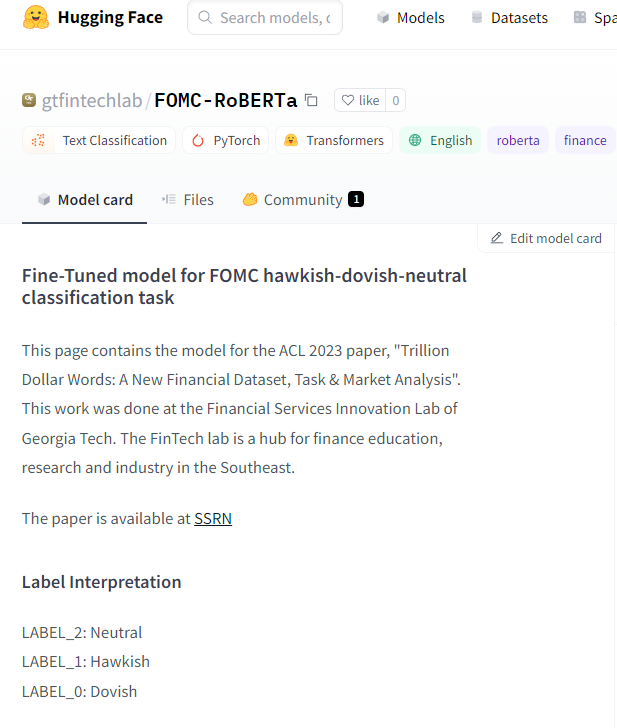 Hugging Face
Search models, d
Models
Datasets
Spa
gtfintechlab/FOMC-RoBERTa
like 0
Text Classification
PyTorch
Transformers
English
roberta
finance
Model card
Files
Community 1
Edit model card
Fine-Tuned model for FOMC hawkish-dovish-neutral
classification task
This page contains the model for the ACL 2023 paper, "Trillion
Dollar Words: A New Financial Dataset, Task & Market Analysis".
This work was done at the Financial Services Innovation Lab of
Georgia Tech. The FinTech lab is a hub for finance education,
research and industry in the Southeast.
The paper is available at SSRN
Label Interpretation
LABEL_2: Neutral
LABEL_1: Hawkish
LABEL_0: Dovish